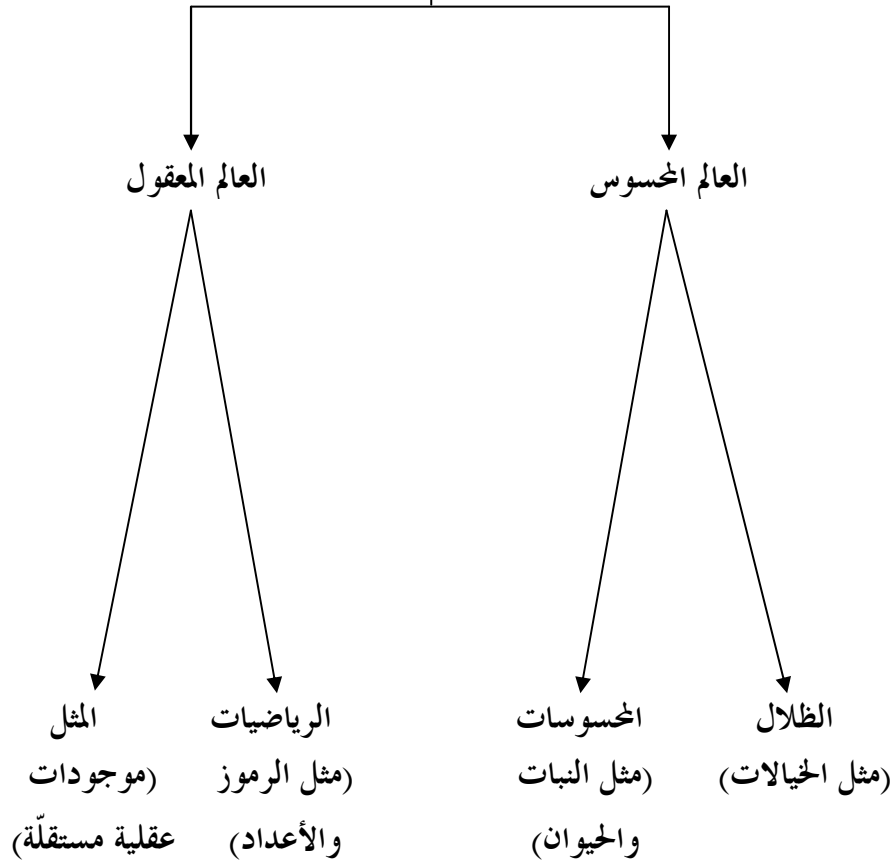 العالم المحسوس
العالم المعقول
الظلال
(مثل الخيالات)
المحسوسات
(مثل النبات
والحيوان)
الرياضيات
(مثل الرموز
والأعداد)
المثل
(موجودات
عقلية مستقلّة)